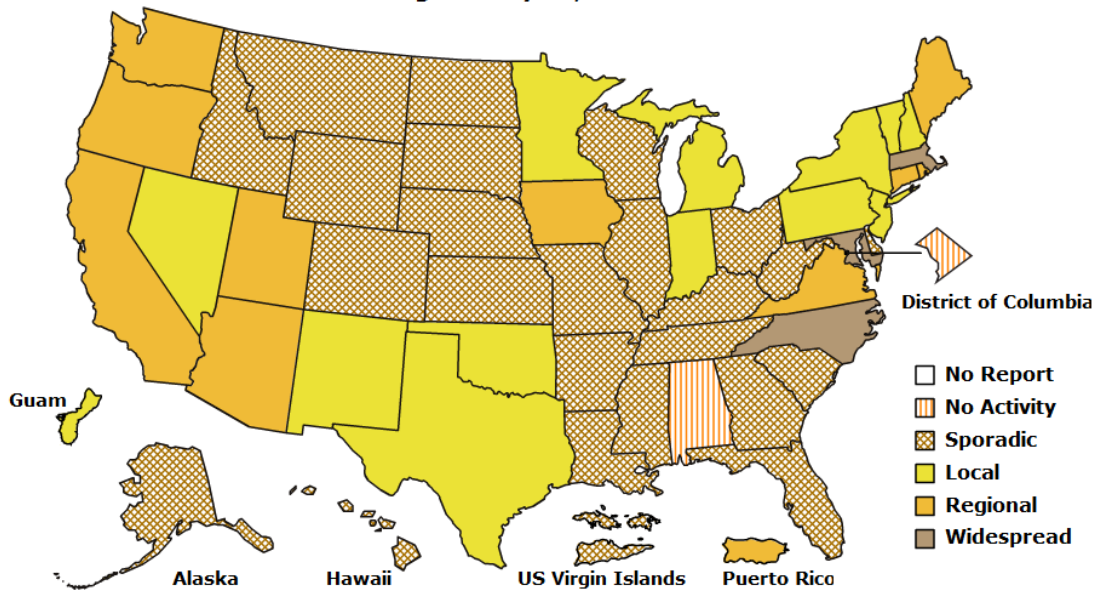 District of Columbia
No Report
No Activity
Sporadic
Local
Regional
Widespread
Guam
Alaska
Hawaii
US Virgin Islands
Puerto Rico